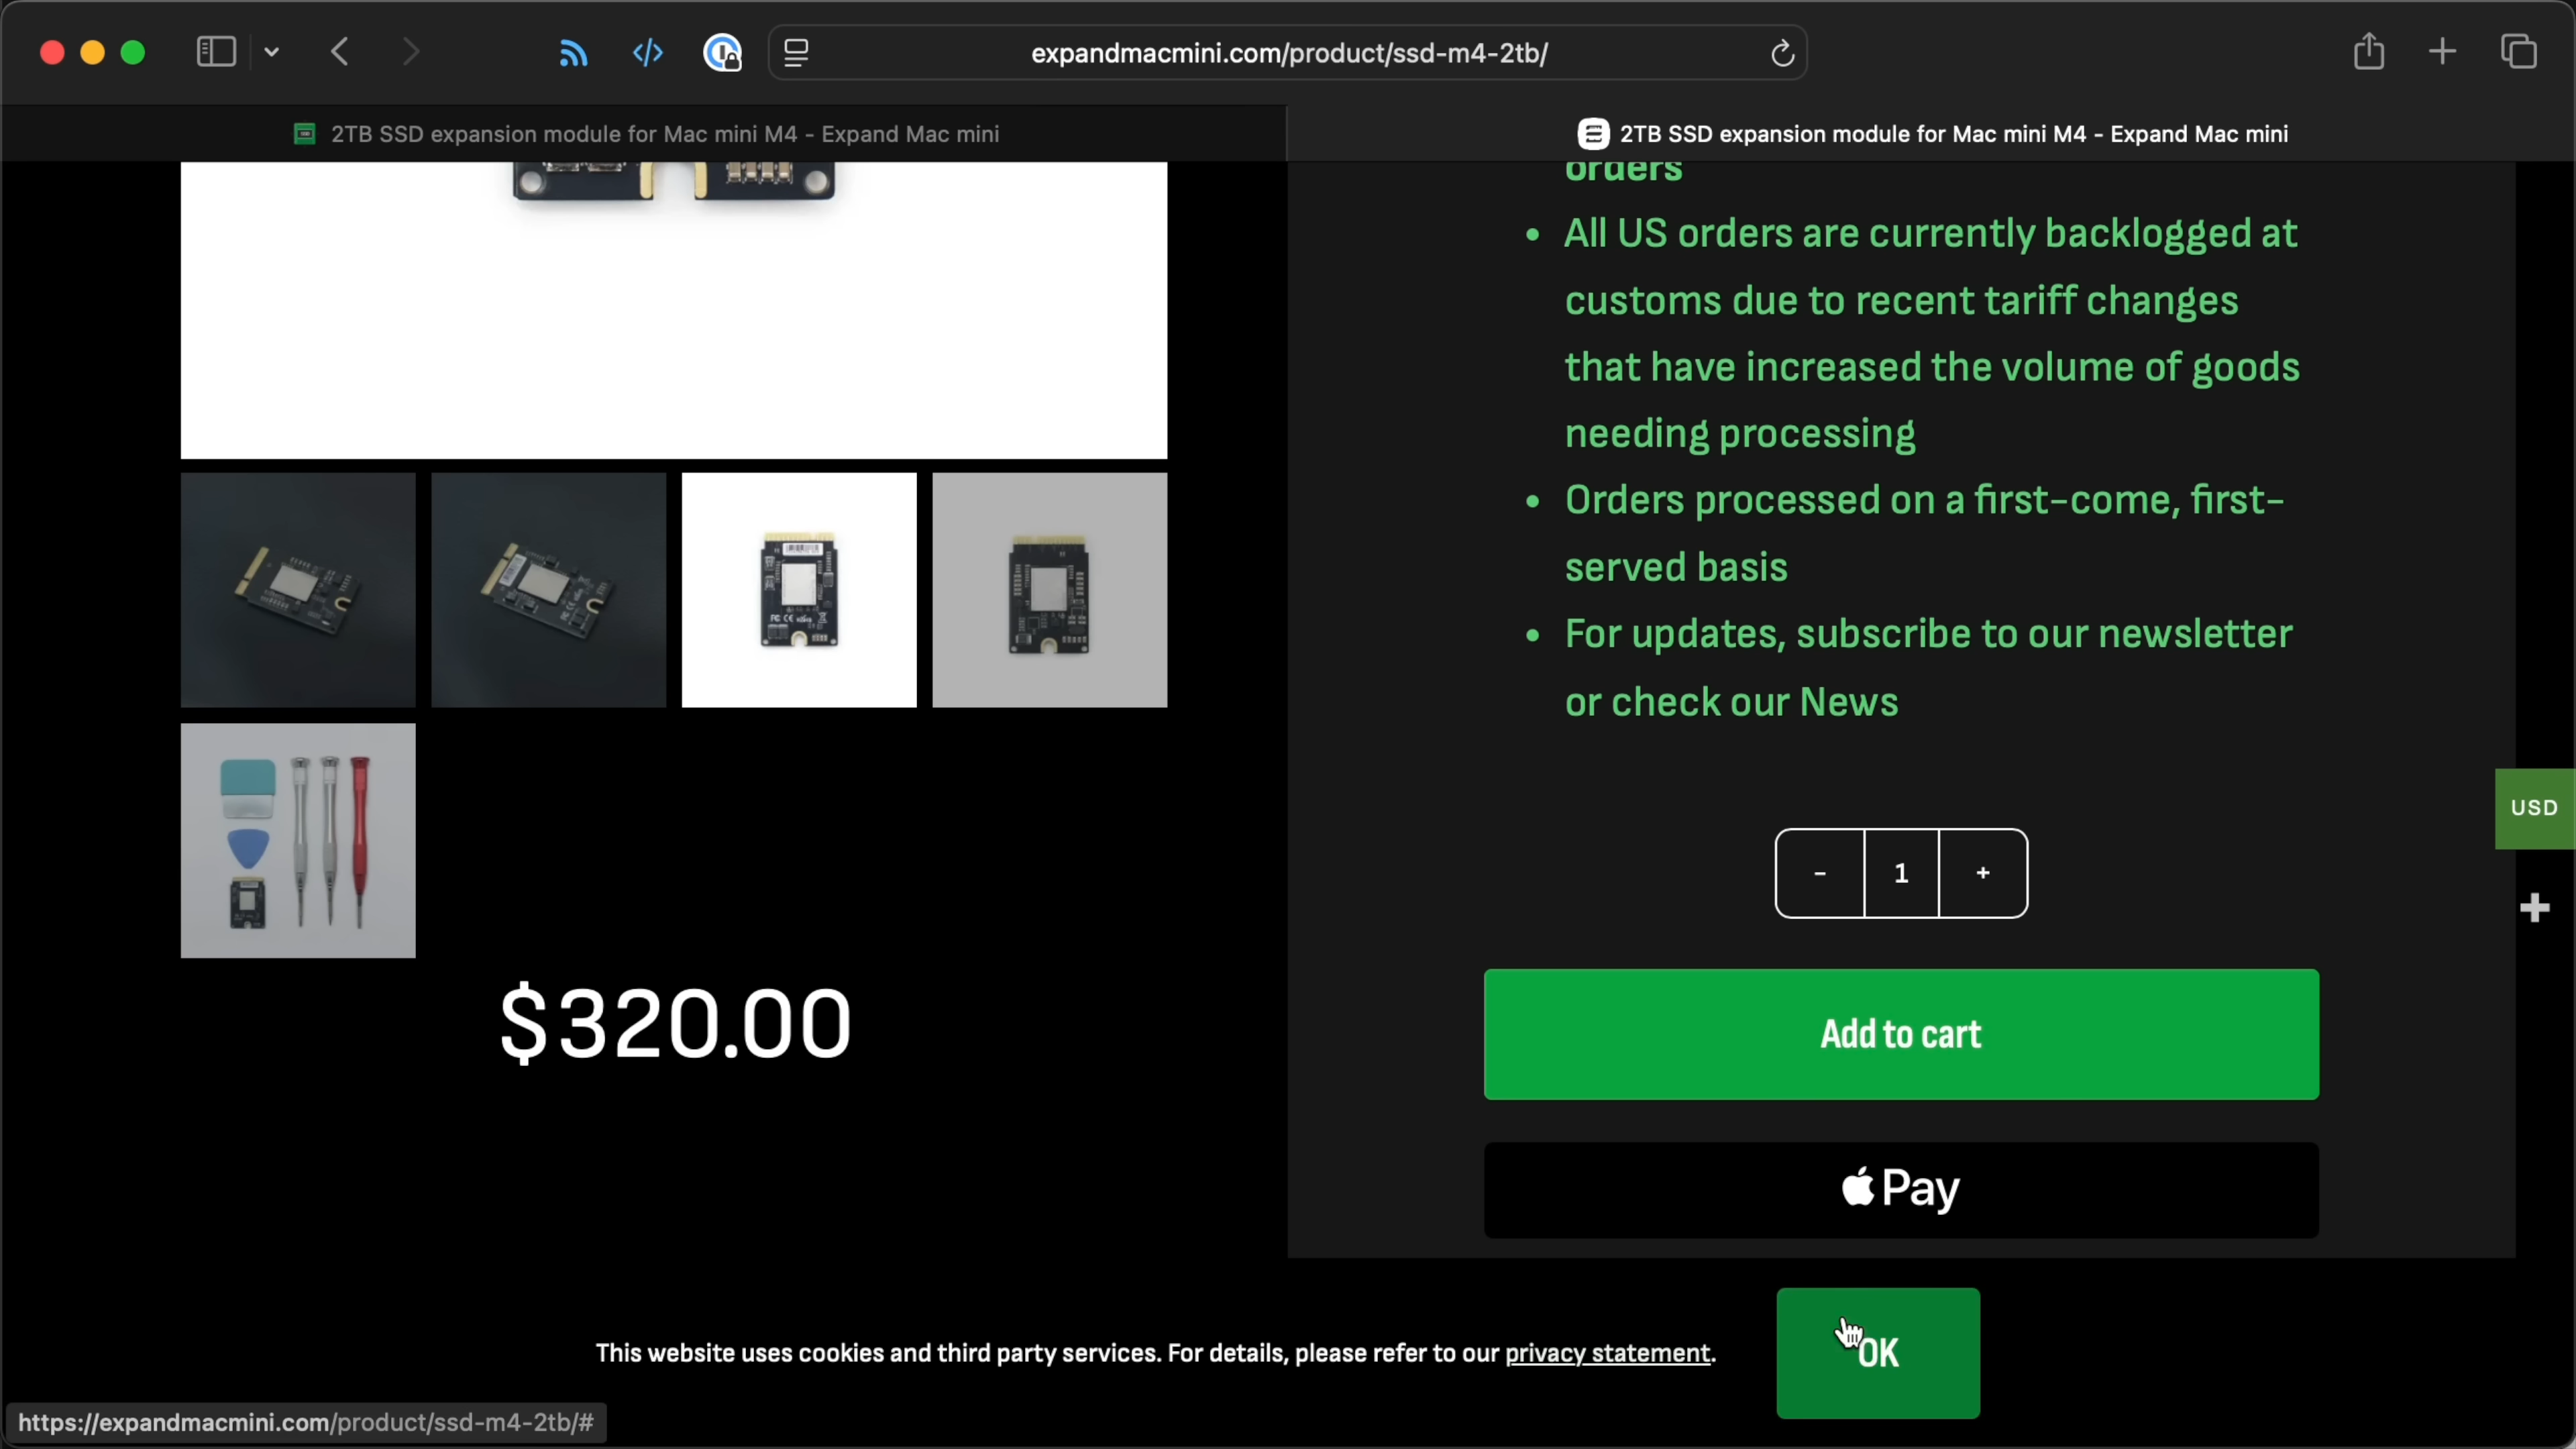 expandmacmini.com/product/ssd-m4-2tb/
2TB SSD expansion module for Mac mini M4 - Expand Mac mini
2TB SSD expansion module for Mac mini M4 - Expand Mac mini
orders
• All US orders are currently backlogged at
customs due to recent tariff changes
that have increased the volume of goods
needing processing
• Orders processed on a first-come, first-
served basis
• For updates, subscribe to our newsletter
or check our News
USD
- 1 +
$320.00
Add to cart
Pay
This website uses cookies and third party services. For details, please refer to our privacy statement.
OK
https://expandmacmini.com/product/ssd-m4-2tb/#